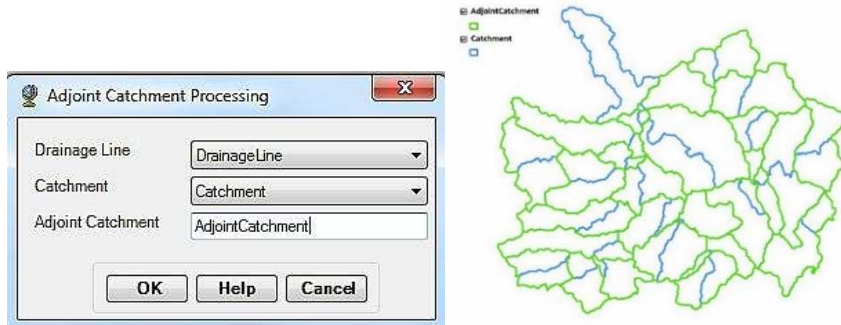 Adjoint Catchment Processing
Drainage Line
DrainageLine
Catchment
Catchment
Adjoint Catchment
AdjointCatchment
OK
Help
Cancel
AdjointCatchment
Catchment